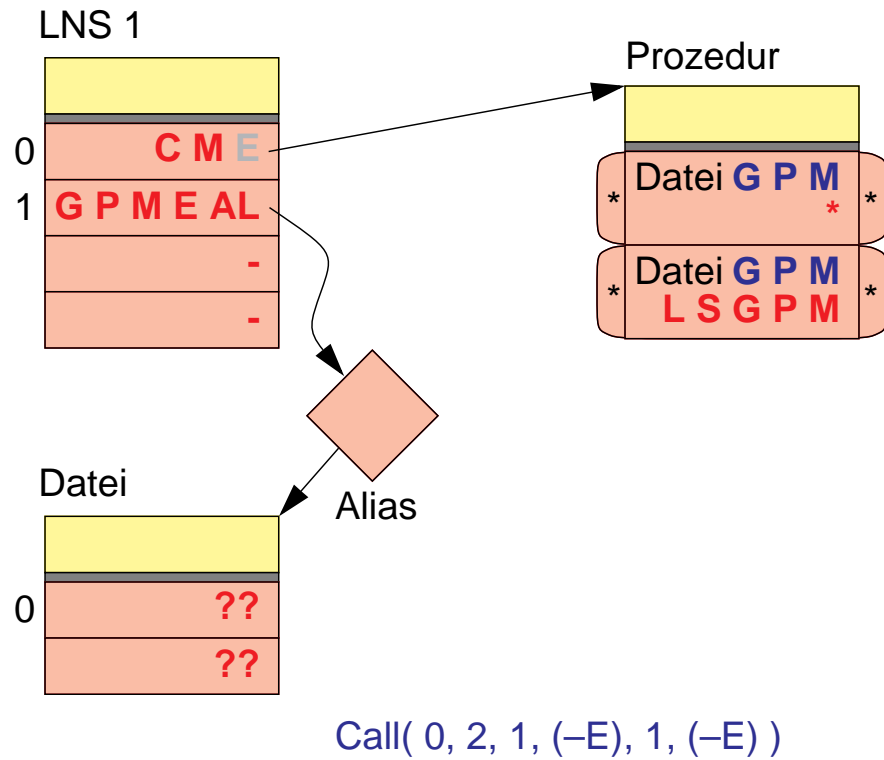 LNS 1
0 C M E
1 G P M E AL
-
-
Prozedur
* Datei G P M *
*
* Datei G P M *
L S G P M
Alias
Datei
0 ??
??
Call( 0, 2, 1, (–E), 1, (–E) )